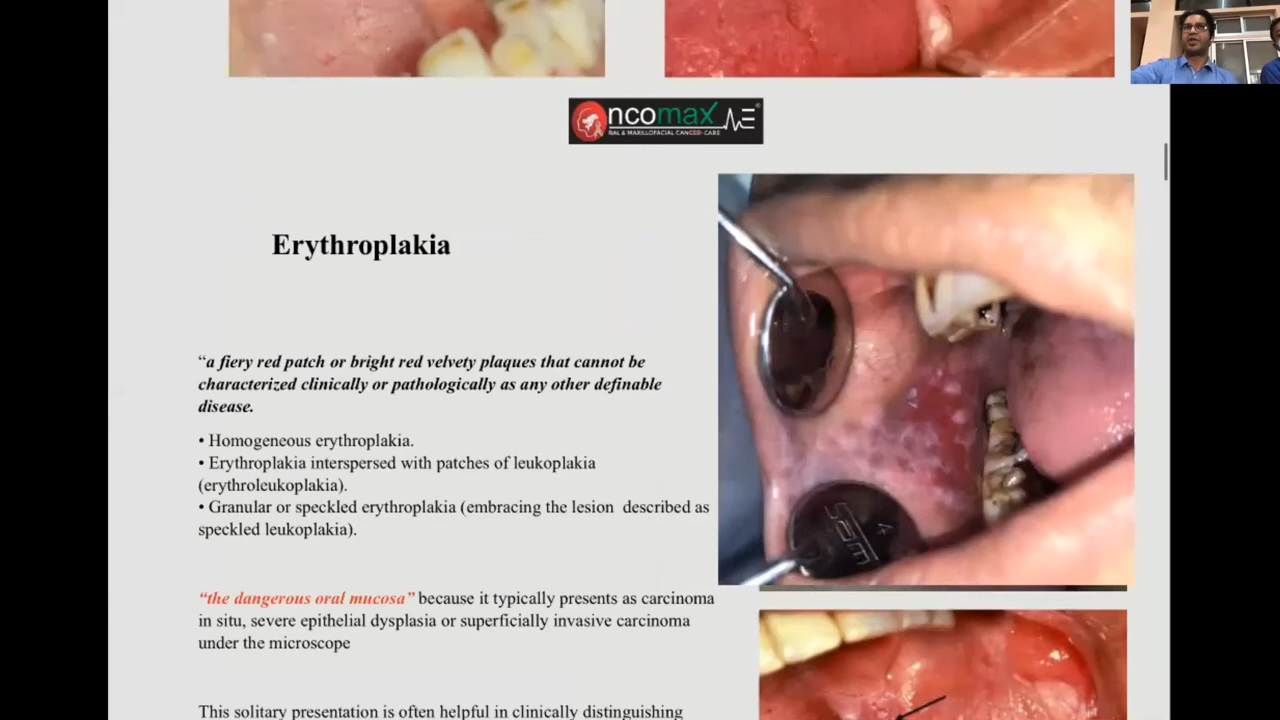 ncomax
RAL & MAXILLOFACIAL CANCER CARE
Erythroplakia
“a fiery red patch or bright red velvety plaques that cannot be
characterized clinically or pathologically as any other definable
disease.
• Homogeneous erythroplakia.
• Erythroplakia interspersed with patches of leukoplakia
(erythroleukoplakia).
• Granular or speckled erythroplakia (embracing the lesion described as
speckled leukoplakia).
“the dangerous oral mucosa” because it typically presents as carcinoma
in situ, severe epithelial dysplasia or superficially invasive carcinoma
under the microscope
This solitary presentation is often helpful in clinically distinguishing
4